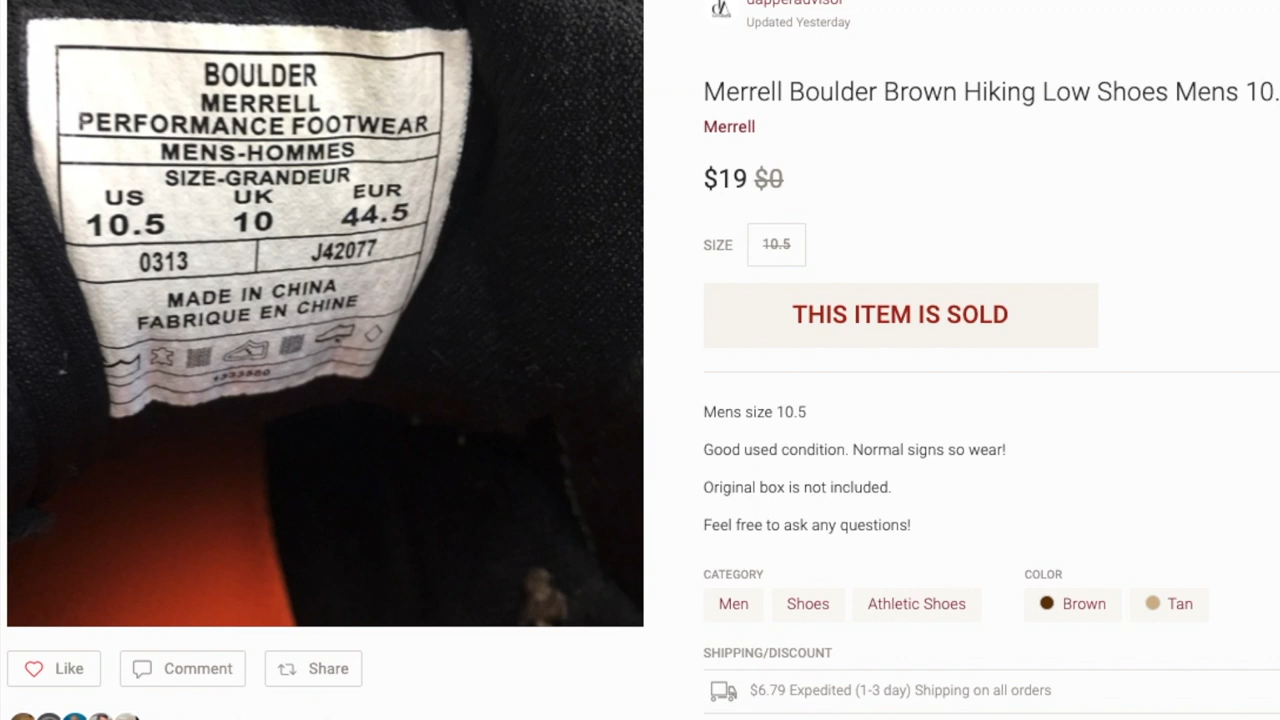 BOULDER
MERRELL
PERFORMANCE FOOTWEAR
MENS-HOMMES
SIZE-GRANDEUR
US UK EUR
10.5 10 44.5
0313 J42077
MADE IN CHINA
FABRIQUE EN CHINE
Like Comment Share
dapperadvisor
Updated Yesterday
Merrell Boulder Brown Hiking Low Shoes Mens 10.
Merrell
$19 $0
SIZE 10.5
THIS ITEM IS SOLD
Mens size 10.5
Good used condition. Normal signs so wear!
Original box is not included.
Feel free to ask any questions!
CATEGORY COLOR
Men Shoes Athletic Shoes Brown Tan
SHIPPING/DISCOUNT
$6.79 Expedited (1-3 day) Shipping on all orders